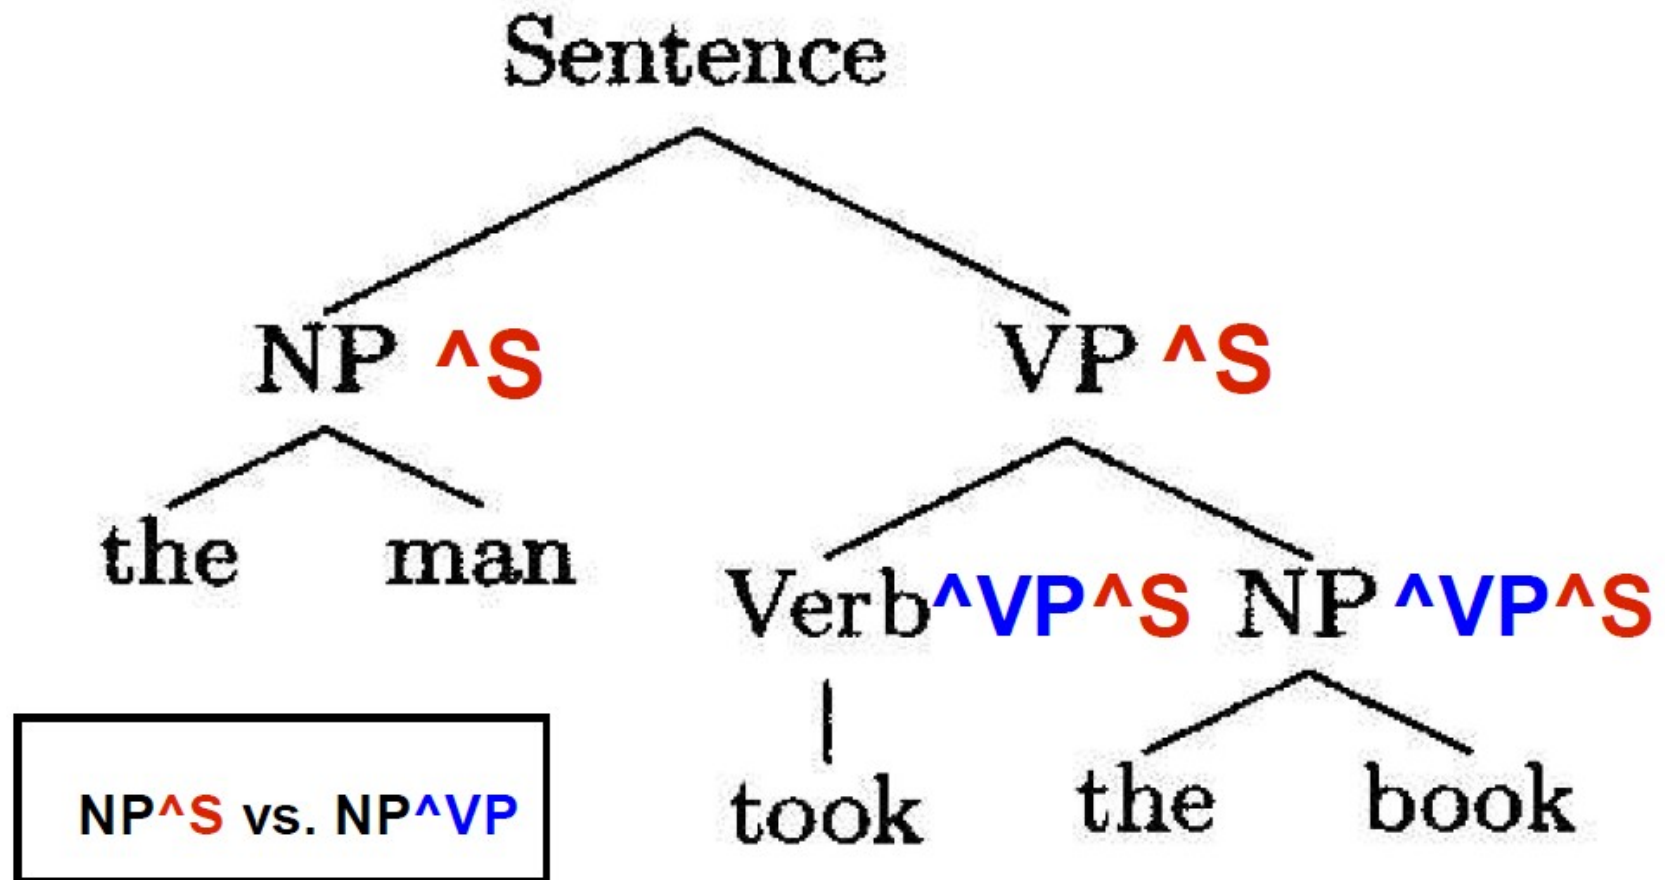 Sentence
NP ^S VP ^S
the man
Verb^VP^S NP ^VP^S
took the book
NP^S vs. NP^VP